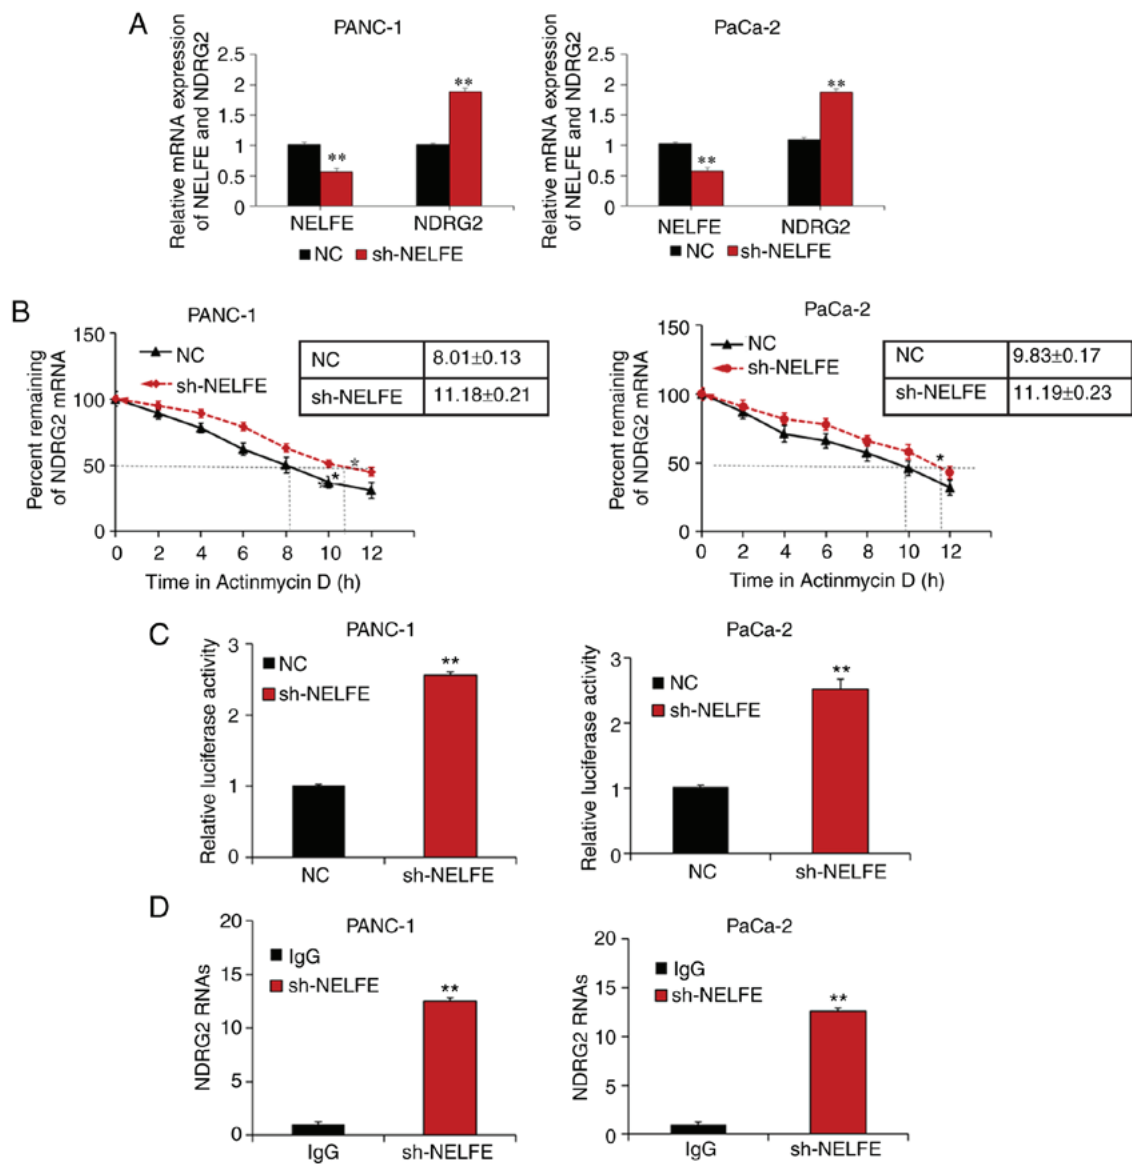 A
PANC-1
PaCa-2
Relative mRNA expression
of NELFE and NDRG2
2.5
2
1.5
1
0.5
0
**
**
NELFE
NDRG2
NC
sh-NELFE
Relative mRNA expression
of NELFE and NDRG2
2.5
2
1.5
1
0.5
0
**
**
NELFE
NDRG2
NC
sh-NELFE
B
PANC-1
Percent remaining
of NDRG2 mRNA
150
100
50
0
NC
sh-NELFE
NC 8.01±0.13
sh-NELFE 11.18±0.21
*
*
0 2 4 6 8 10 12
Time in Actinmycin D (h)
PaCa-2
Percent remaining
of NDRG2 mRNA
150
100
50
0
NC
sh-NELFE
NC 9.83±0.17
sh-NELFE 11.19±0.23
*
0 2 4 6 8 10 12
Time in Actinmycin D (h)
C
PANC-1
Relative luciferase activity
3
2
1
0
NC
sh-NELFE
**
NC
sh-NELFE
PaCa-2
Relative luciferase activity
3
2
1
0
NC
sh-NELFE
**
NC
sh-NELFE
D
PANC-1
NDRG2 RNAs
20
15
10
5
0
IgG
sh-NELFE
**
IgG
sh-NELFE
PaCa-2
NDRG2 RNAs
20
15
10
5
0
IgG
sh-NELFE
**
IgG
sh-NELFE